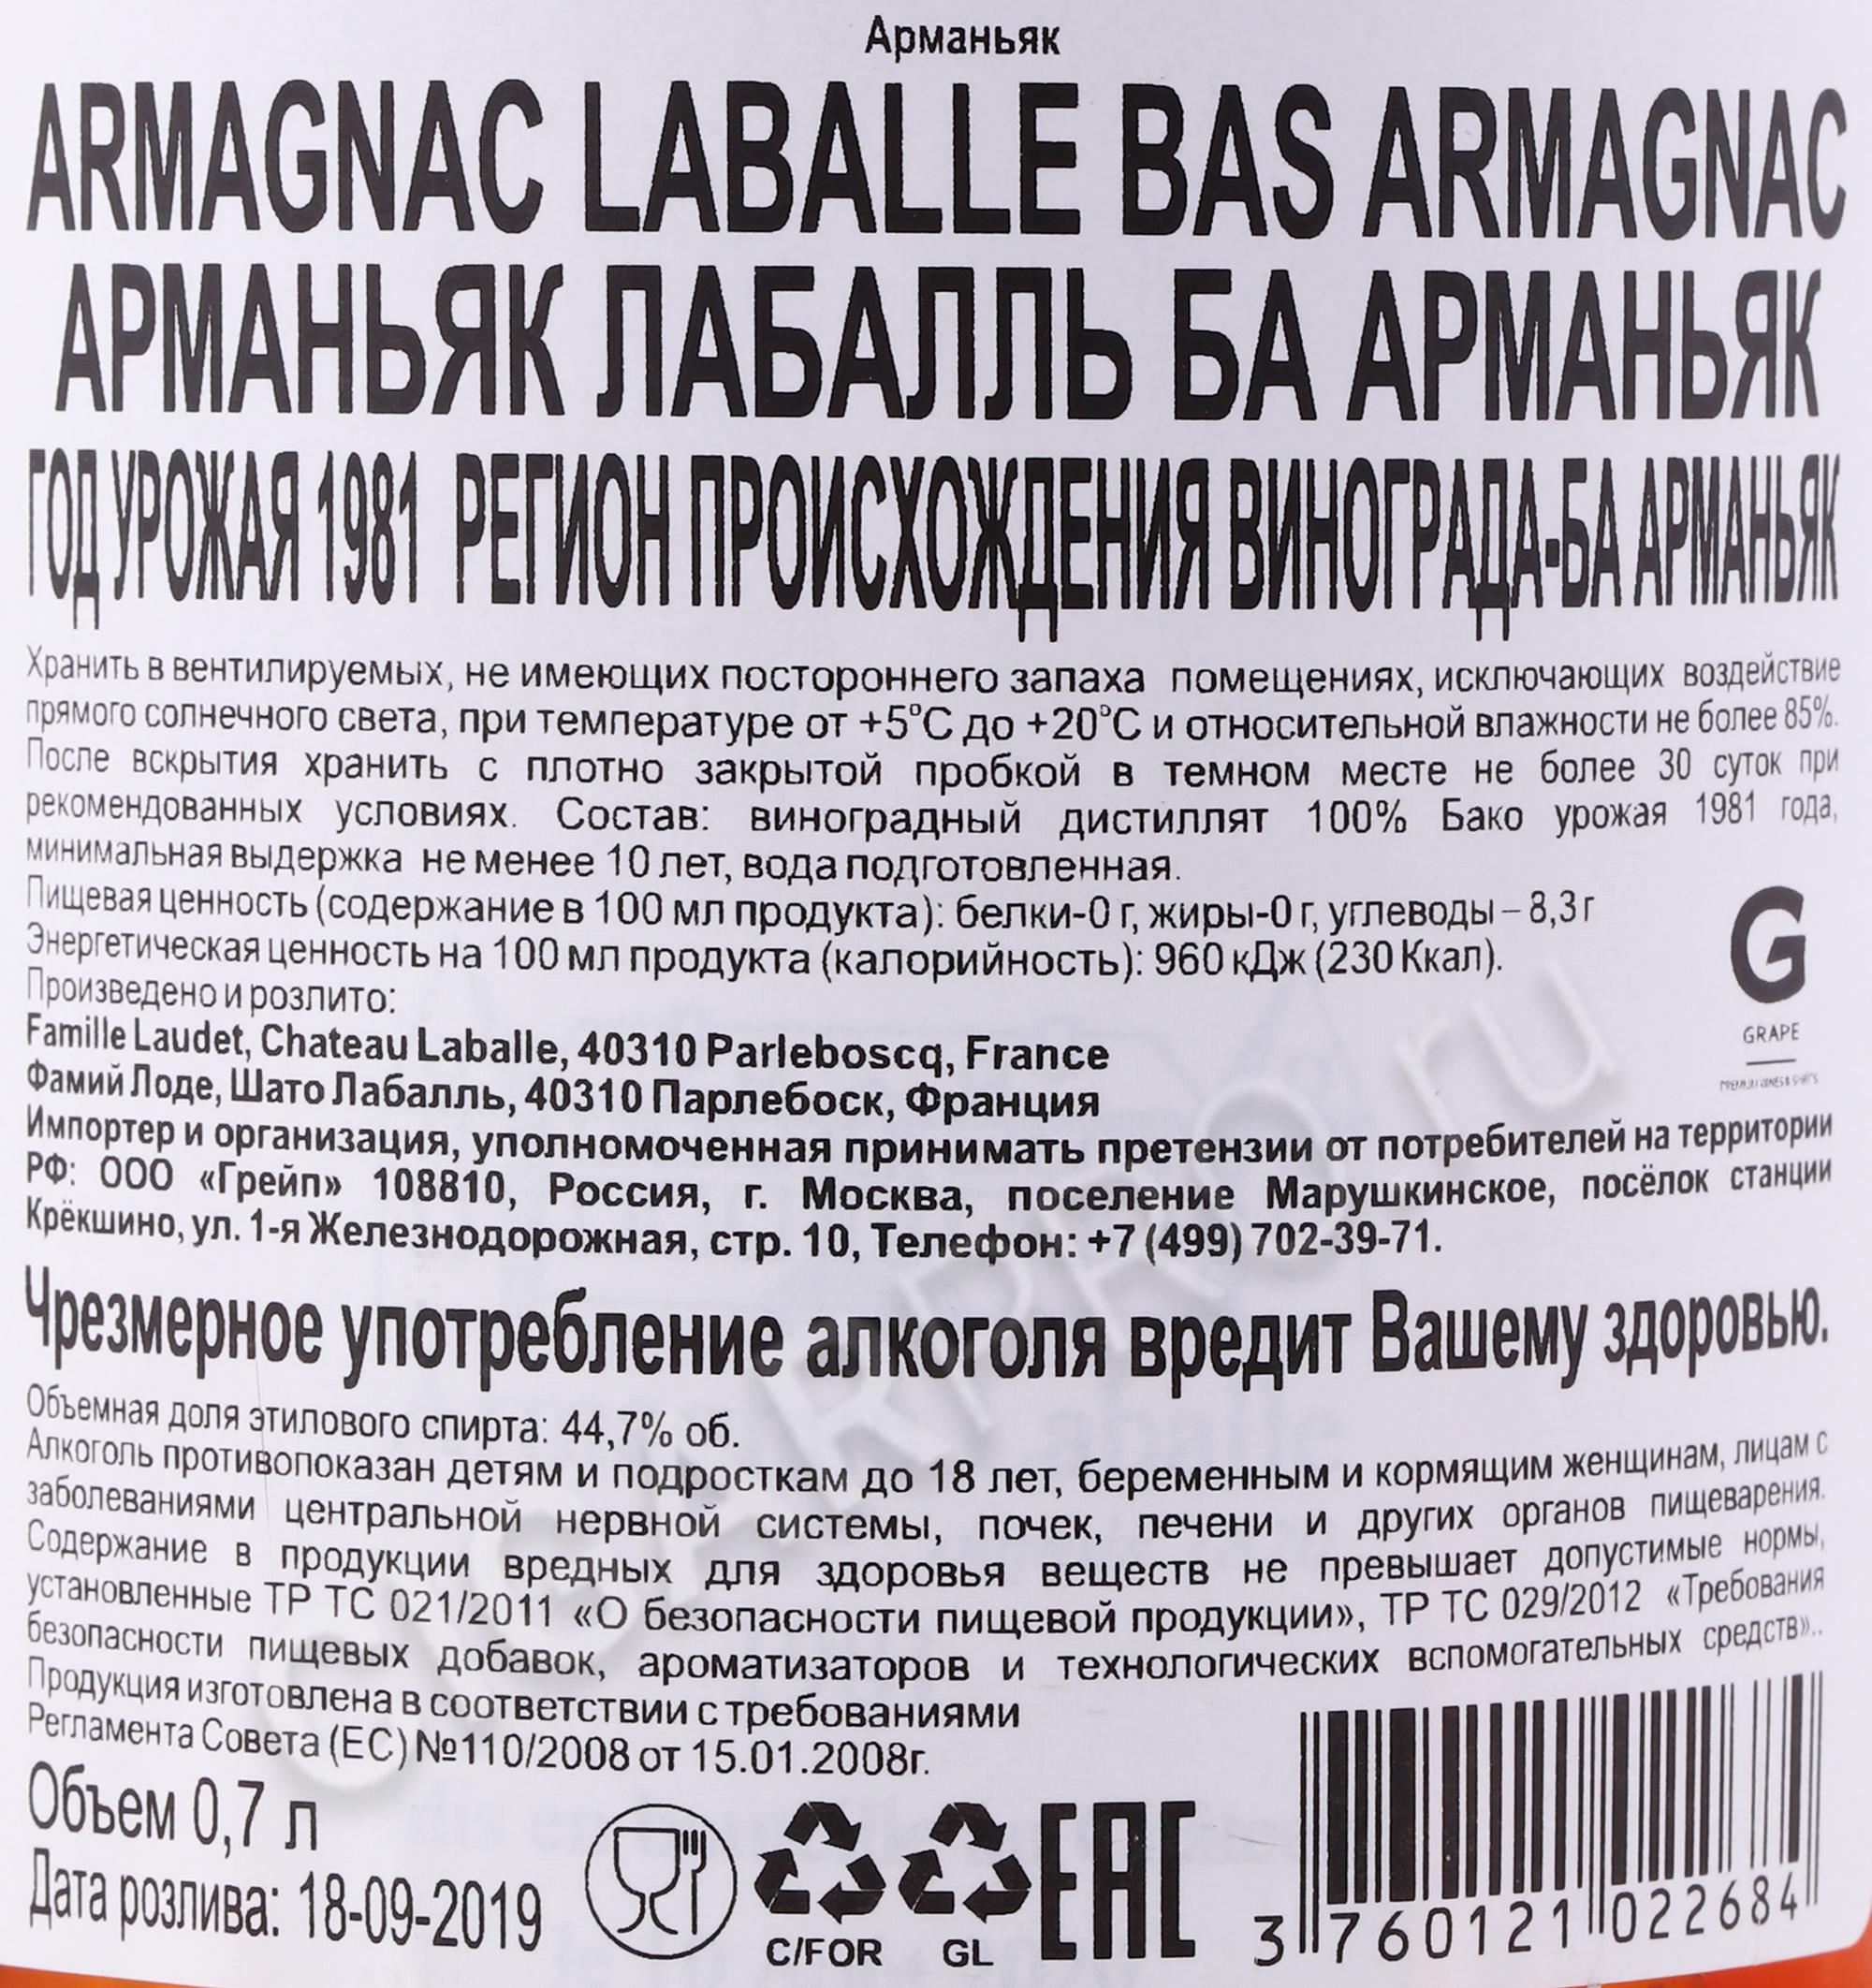 Арманьяк
ARMAGNAC LABALLE BAS ARMAGNAC
АРМАНЬЯК ЛАБАЛЛЬ БА АРМАНЬЯК
ГОД УРОЖАЯ 1981 РЕГИОН ПРОИСХОЖДЕНИЯ ВИНОГРАДА-БА АРМАНЬЯК
Хранить в вентилируемых, не имеющих постороннего запаха помещениях, исключающих воздействие
прямого солнечного света, при температуре от +5°C до +20°C и относительной влажности не более 85%.
После вскрытия хранить с плотно закрытой пробкой в темном месте не более 30 суток при
рекомендованных условиях. Состав: виноградный дистиллят 100% Бако урожая 1981 года,
минимальная выдержка не менее 10 лет, вода подготовленная.
Пищевая ценность (содержание в 100 мл продукта): белки-0 г, жиры-0 г, углеводы – 8,3 г
Энергетическая ценность на 100 мл продукта (калорийность): 960 кДж (230 Ккал).
Произведено и розлито:
Famille Laudet, Chateau Laballe, 40310 Parleboscq, France
Фамий Лоде, Шато Лабалль, 40310 Парлебоск, Франция
G
GRAPE
PREMIUM WINES & SPIRITS
Импортер и организация, уполномоченная принимать претензии от потребителей на территории
РФ: ООО «Грейп» 108810, Россия, г. Москва, поселение Марушкинское, посёлок станции
Крёкшино, ул. 1-я Железнодорожная, стр. 10, Телефон: +7 (499) 702-39-71.
Чрезмерное употребление алкоголя вредит Вашему здоровью.
Объемная доля этилового спирта: 44,7% об.
Алкоголь противопоказан детям и подросткам до 18 лет, беременным и кормящим женщинам, лицам с
заболеваниями центральной нервной системы, почек, печени и других органов пищеварения.
Содержание в продукции вредных для здоровья веществ не превышает допустимые нормы,
установленные ТР ТС 021/2011 «О безопасности пищевой продукции», ТР ТС 029/2012 «Требования
безопасности пищевых добавок, ароматизаторов и технологических вспомогательных средств»..
Продукция изготовлена в соответствии с требованиями
Регламента Совета (ЕС) №110/2008 от 15.01.2008г.
Объем 0,7 л
Дата розлива: 18-09-2019
C/FOR GL
ЕАС
3 760121 022684
CIGARPRO.ru